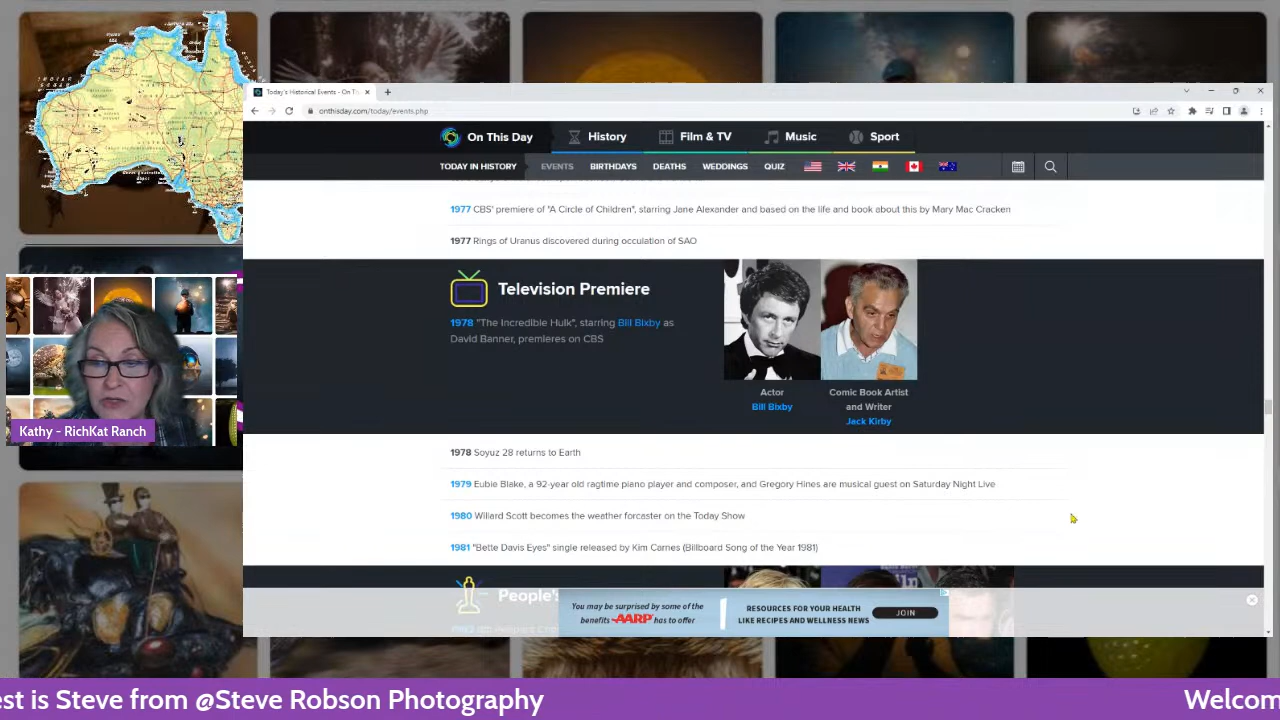 Today's Historical Events - On T
onthisday.com/today/events.php
On This Day
History
Film & TV
Music
Sport
TODAY IN HISTORY
EVENTS
BIRTHDAYS
DEATHS
WEDDINGS
QUIZ
1977 CBS' premiere of "A Circle of Children", starring Jane Alexander and based on the life and book about this by Mary Mac Cracken
1977 Rings of Uranus discovered during occulation of SAO
Television Premiere
1978 "The Incredible Hulk", starring Bill Bixby as
David Banner, premieres on CBS
Actor
Bill Bixby
Comic Book Artist
and Writer
Jack Kirby
1978 Soyuz 28 returns to Earth
1979 Eubie Blake, a 92-year old ragtime piano player and composer, and Gregory Hines are musical guest on Saturday Night Live
1980 Willard Scott becomes the weather forcaster on the Today Show
1981 "Bette Davis Eyes" single released by Kim Carnes (Billboard Song of the Year 1981)
People's
You may be surprised by some of the
benefits AARP has to offer
RESOURCES FOR YOUR HEALTH
LIKE RECIPES AND WELLNESS NEWS
JOIN
Kathy - RichKat Ranch
est is Steve from @Steve Robson Photography
Welcom